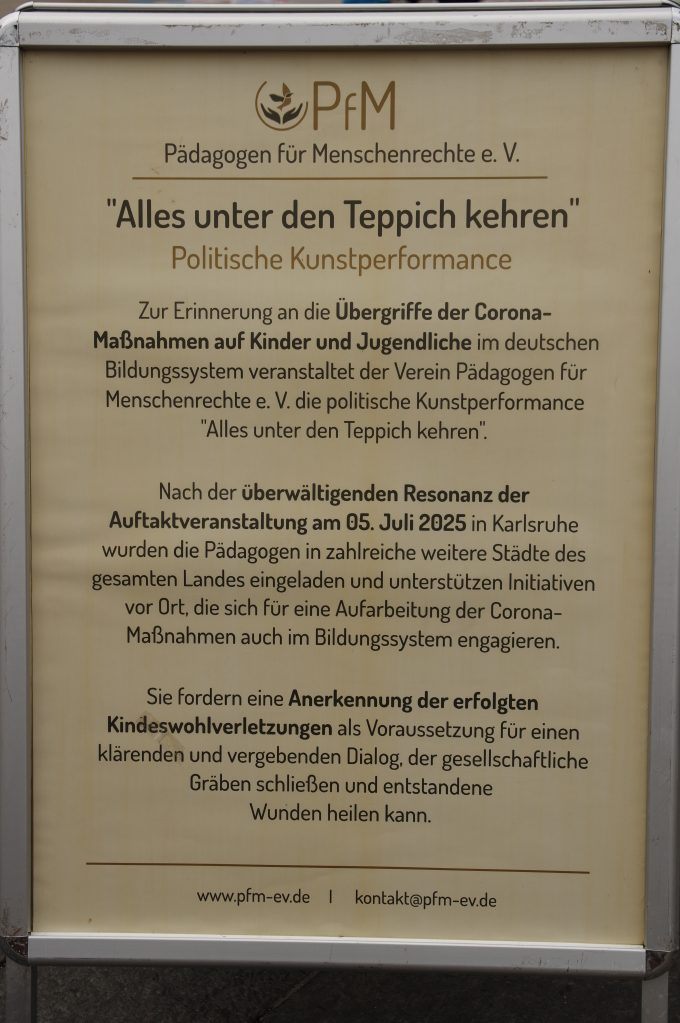 PfM
Pädagogen für Menschenrechte e. V.
"Alles unter den Teppich kehren"
Politische Kunstperformance
Zur Erinnerung an die Übergriffe der Corona-
Maßnahmen auf Kinder und Jugendliche im deutschen
Bildungssystem veranstaltet der Verein Pädagogen für
Menschenrechte e. V. die politische Kunstperformance
"Alles unter den Teppich kehren".
Nach der überwältigenden Resonanz der
Auftaktveranstaltung am 05. Juli 2025 in Karlsruhe
wurden die Pädagogen in zahlreiche weitere Städte des
gesamten Landes eingeladen und unterstützen Initiativen
vor Ort, die sich für eine Aufarbeitung der Corona-
Maßnahmen auch im Bildungssystem engagieren.
Sie fordern eine Anerkennung der erfolgten
Kindeswohlverletzungen als Voraussetzung für einen
klärenden und vergebenden Dialog, der gesellschaftliche
Gräben schließen und entstandene
Wunden heilen kann.
www.pfm-ev.de I kontakt@pfm-ev.de